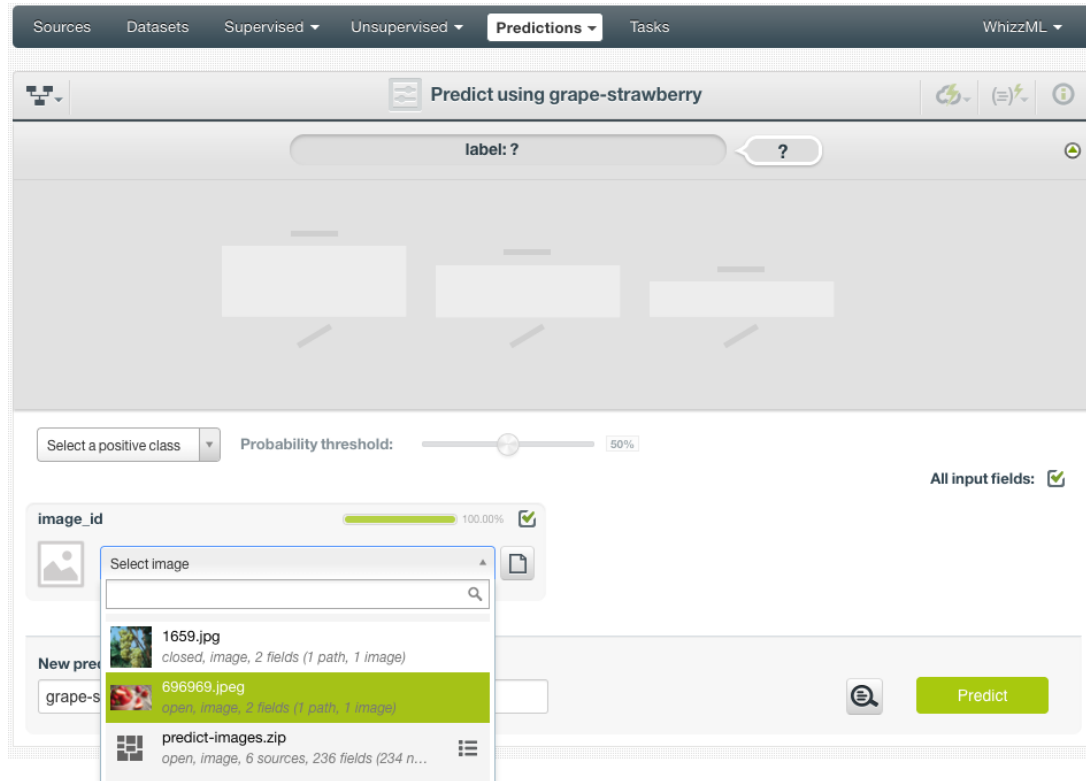 Sources Datasets Supervised Unsupervised Predictions Tasks WhizzML
Predict using grape-strawberry
label: ? ?
Select a positive class Probability threshold: 50%
All input fields:
image_id 100.00%
Select image
1659.jpg
closed, image, 2 fields (1 path, 1 image)
New pre
696969.jpeg
grape-s
open, image, 2 fields (1 path, 1 image)
Predict
predict-images.zip
open, image, 6 sources, 236 fields (234 n...